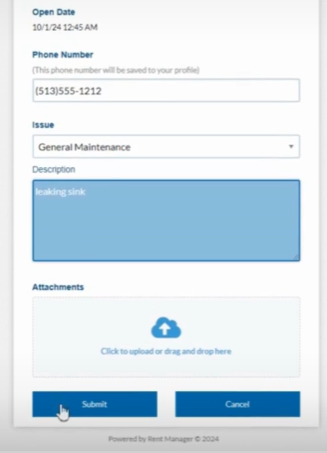 Open Date
10/1/24 12:45 AM
Phone Number
(This phone number will be saved to your profile)
(513)555-1212
Issue
General Maintenance
Description
leaking sink
Attachments
Click to upload or drag and drop here
Submit
Cancel
Powered by Rent Manager © 2024